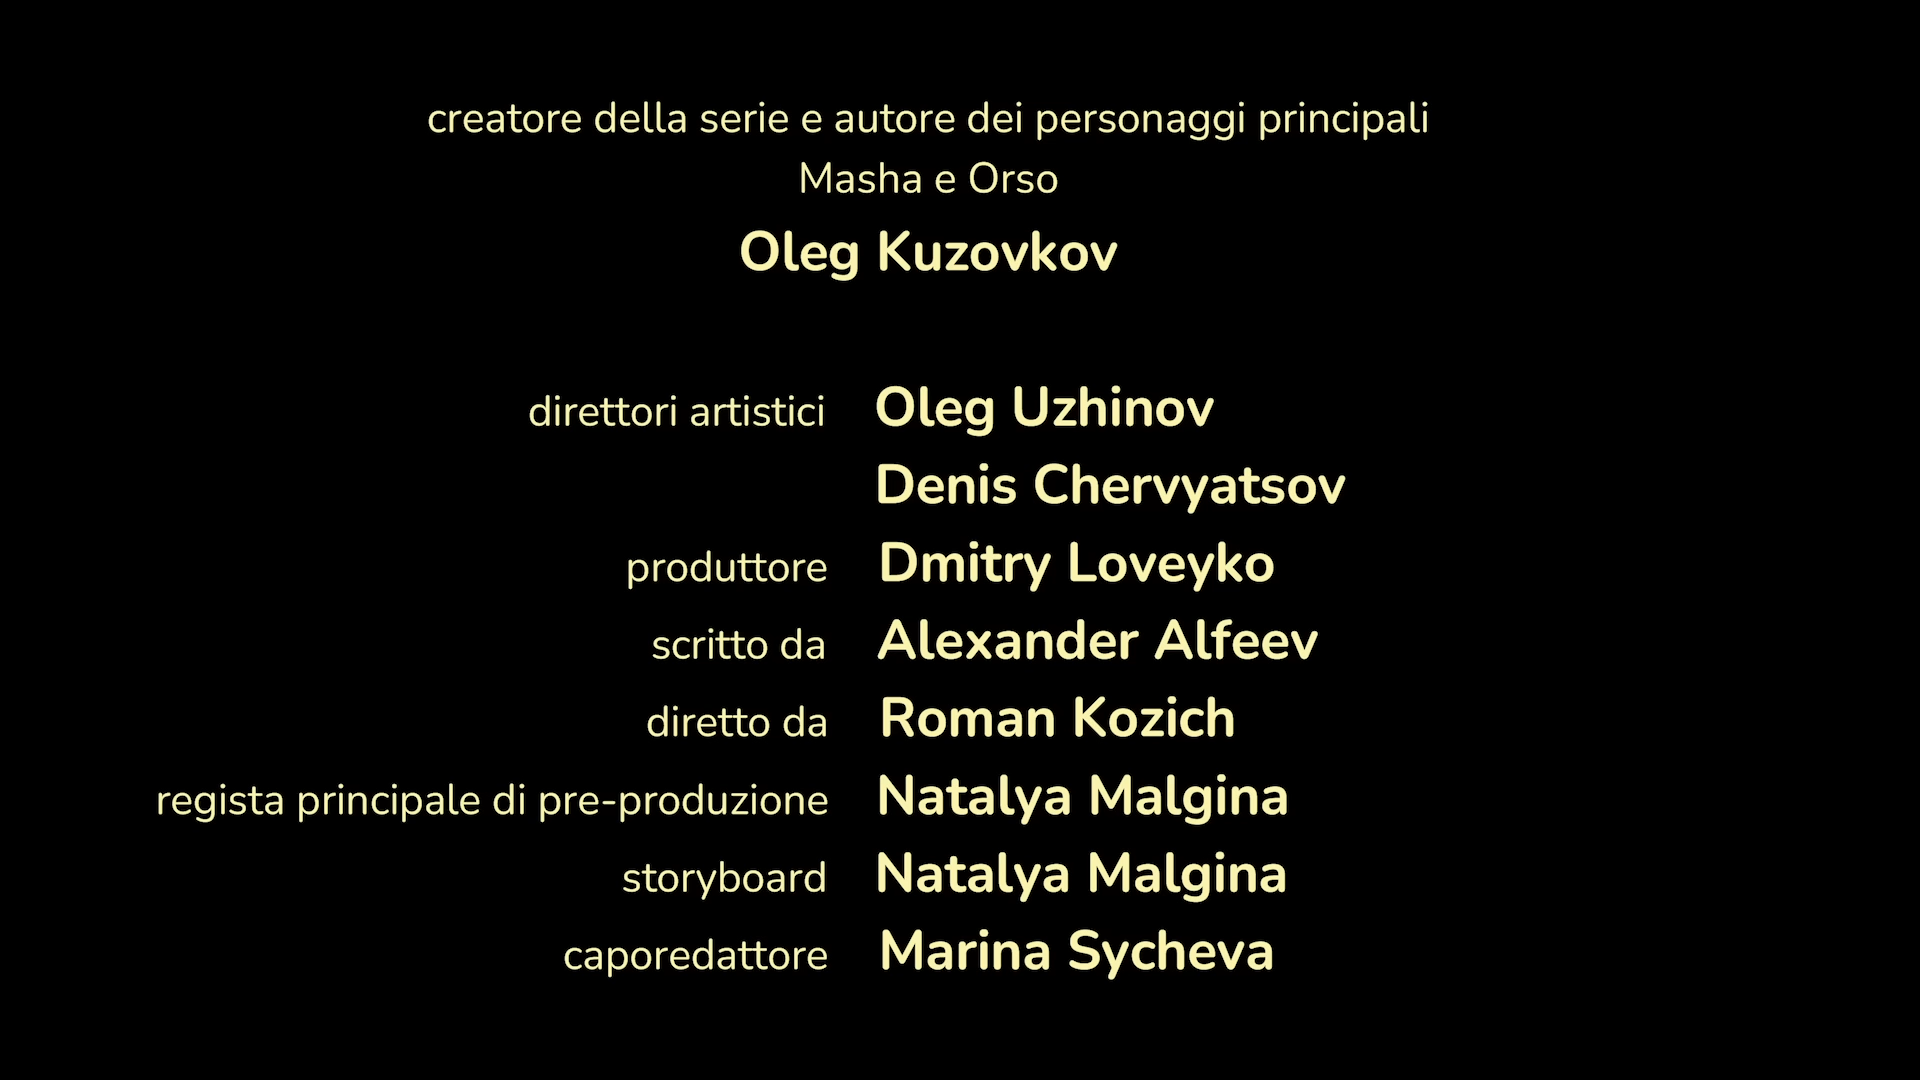 creatore della serie e autore dei personaggi principali
Masha e Orso
Oleg Kuzovkov
direttori artistici Oleg Uzhinov
Denis Chervyatsov
produttore Dmitry Loveyko
scritto da Alexander Alfeev
diretto da Roman Kozich
regista principale di pre-produzione Natalya Malgina
storyboard Natalya Malgina
caporedattore Marina Sycheva